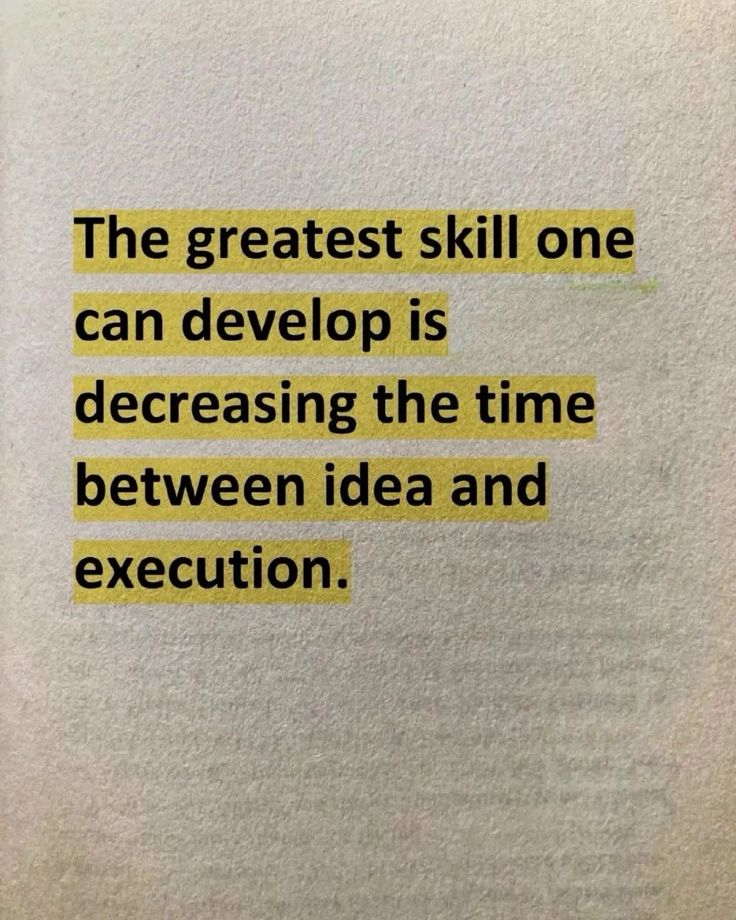 The greatest skill one
can develop is
decreasing the time
between idea and
execution.